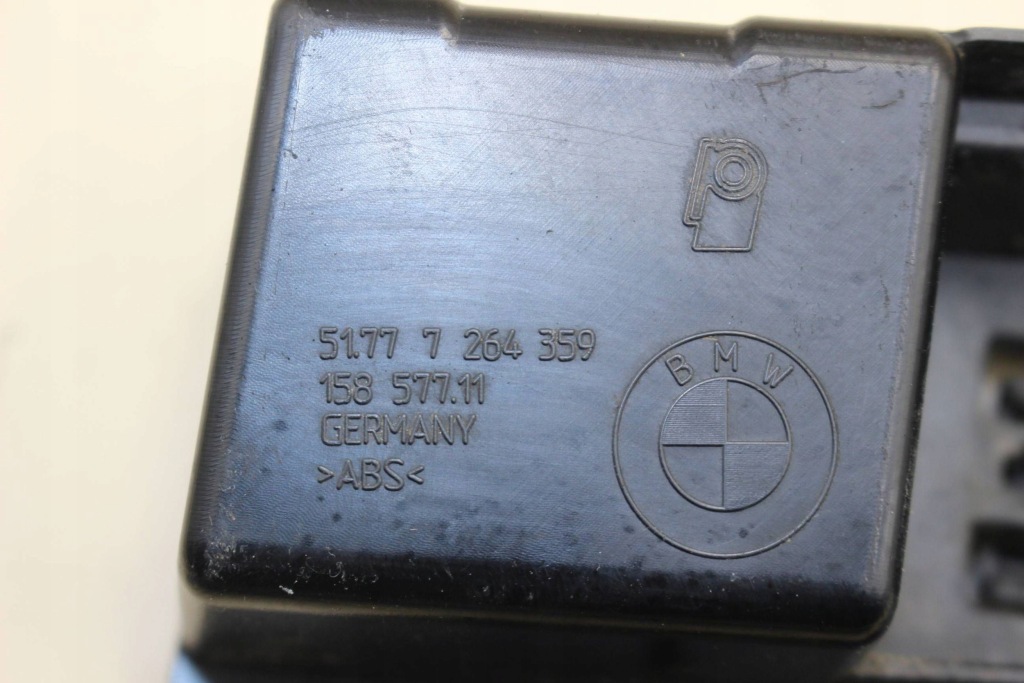 51.77 7 264 359
158 577.11
GERMANY
>ABS<
BMW